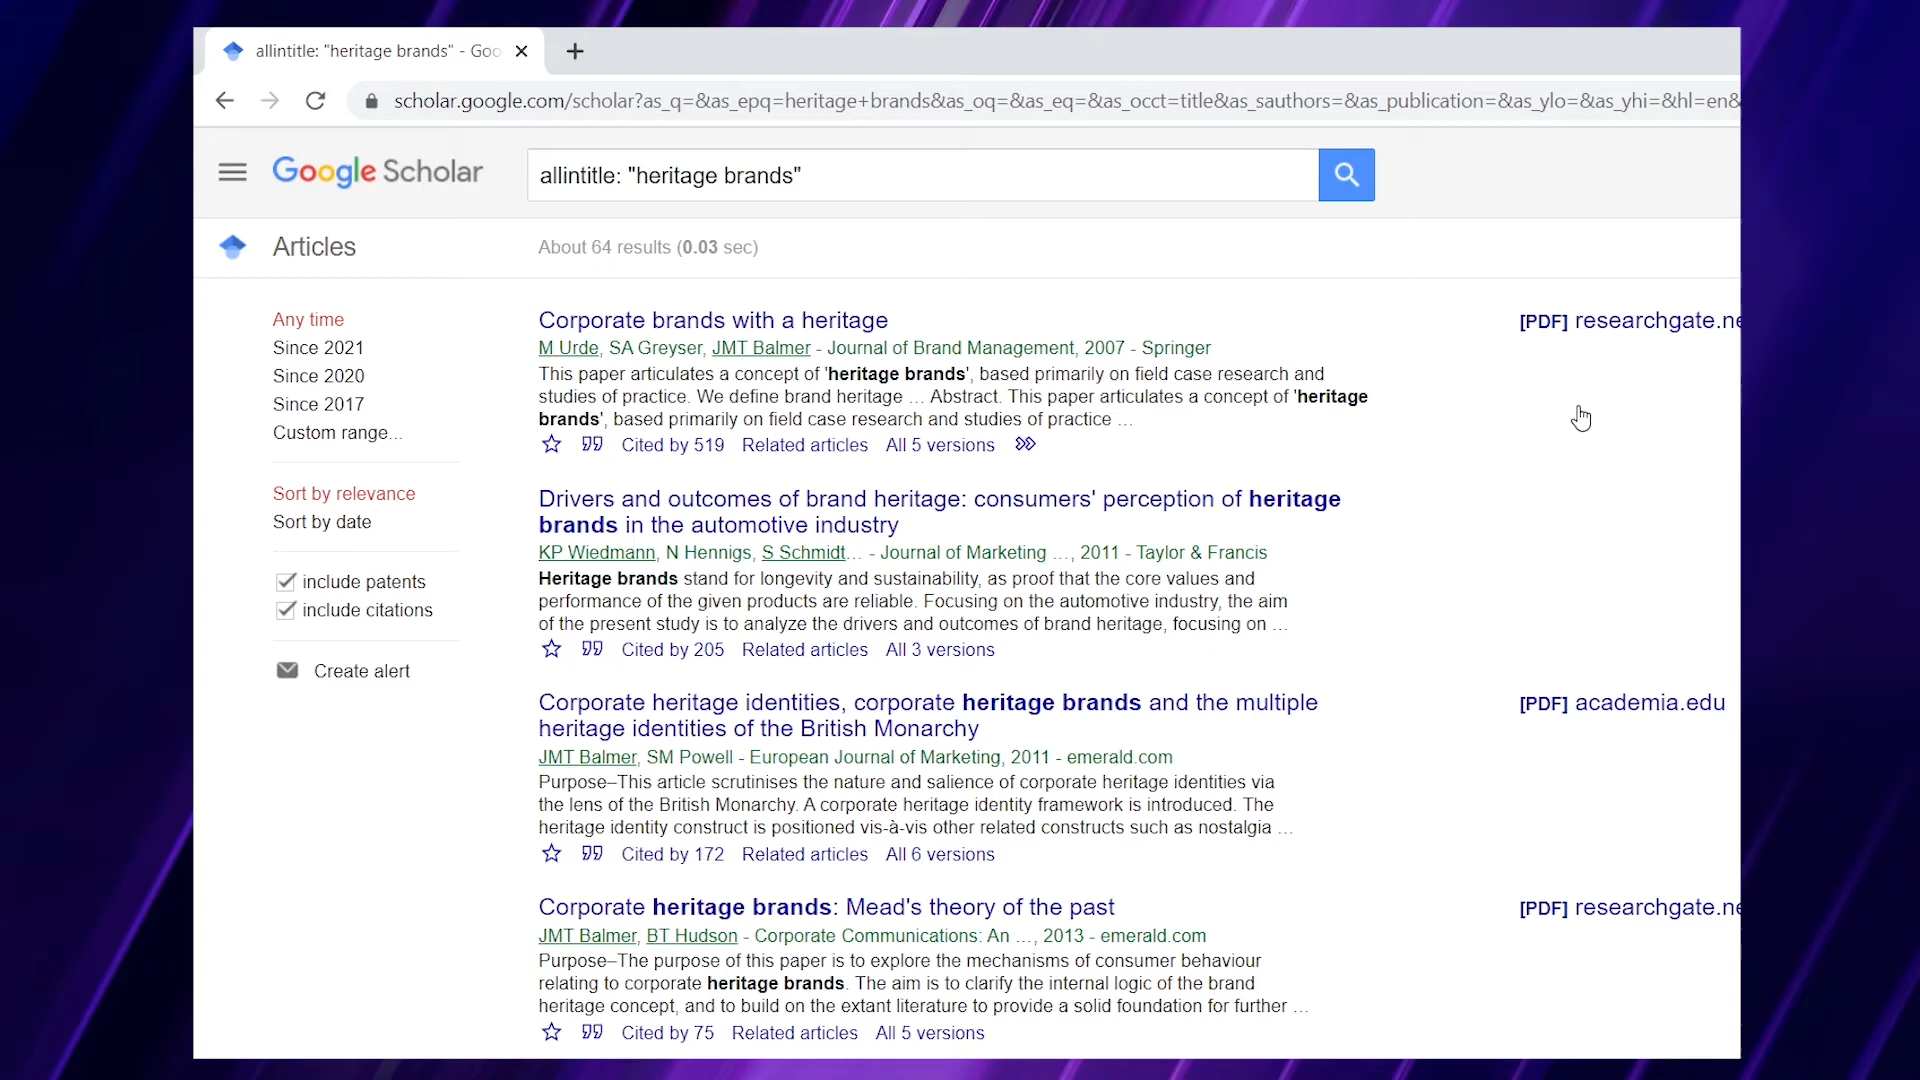 allintitle: "heritage brands" - Goo
scholar.google.com/scholar?as_q=&as_epq=heritage+brands&as_oq=&as_eq=&as_occt=title&as_sauthors=&as_publication=&as_ylo=&as_yhi=&hl=en&
Google Scholar
allintitle: "heritage brands"
Articles
About 64 results (0.03 sec)
Any time
Since 2021
Since 2020
Since 2017
Custom range...
Sort by relevance
Sort by date
include patents
include citations
Create alert
Corporate brands with a heritage
[PDF] researchgate.ne
M Urde, SA Greyser, JMT Balmer - Journal of Brand Management, 2007 - Springer
This paper articulates a concept of 'heritage brands', based primarily on field case research and
studies of practice. We define brand heritage … Abstract. This paper articulates a concept of 'heritage
brands', based primarily on field case research and studies of practice …
Cited by 519 Related articles All 5 versions
Drivers and outcomes of brand heritage: consumers' perception of heritage
brands in the automotive industry
KP Wiedmann, N Hennigs, S Schmidt… - Journal of Marketing …, 2011 - Taylor & Francis
Heritage brands stand for longevity and sustainability, as proof that the core values and
performance of the given products are reliable. Focusing on the automotive industry, the aim
of the present study is to analyze the drivers and outcomes of brand heritage, focusing on …
Cited by 205 Related articles All 3 versions
Corporate heritage identities, corporate heritage brands and the multiple
heritage identities of the British Monarchy
[PDF] academia.edu
JMT Balmer, SM Powell - European Journal of Marketing, 2011 - emerald.com
Purpose–This article scrutinises the nature and salience of corporate heritage identities via
the lens of the British Monarchy. A corporate heritage identity framework is introduced. The
heritage identity construct is positioned vis-à-vis other related constructs such as nostalgia …
Cited by 172 Related articles All 6 versions
Corporate heritage brands: Mead's theory of the past
[PDF] researchgate.ne
JMT Balmer, BT Hudson - Corporate Communications: An …, 2013 - emerald.com
Purpose–The purpose of this paper is to explore the mechanisms of consumer behaviour
relating to corporate heritage brands. The aim is to clarify the internal logic of the brand
heritage concept, and to build on the extant literature to provide a solid foundation for further …
Cited by 75 Related articles All 5 versions